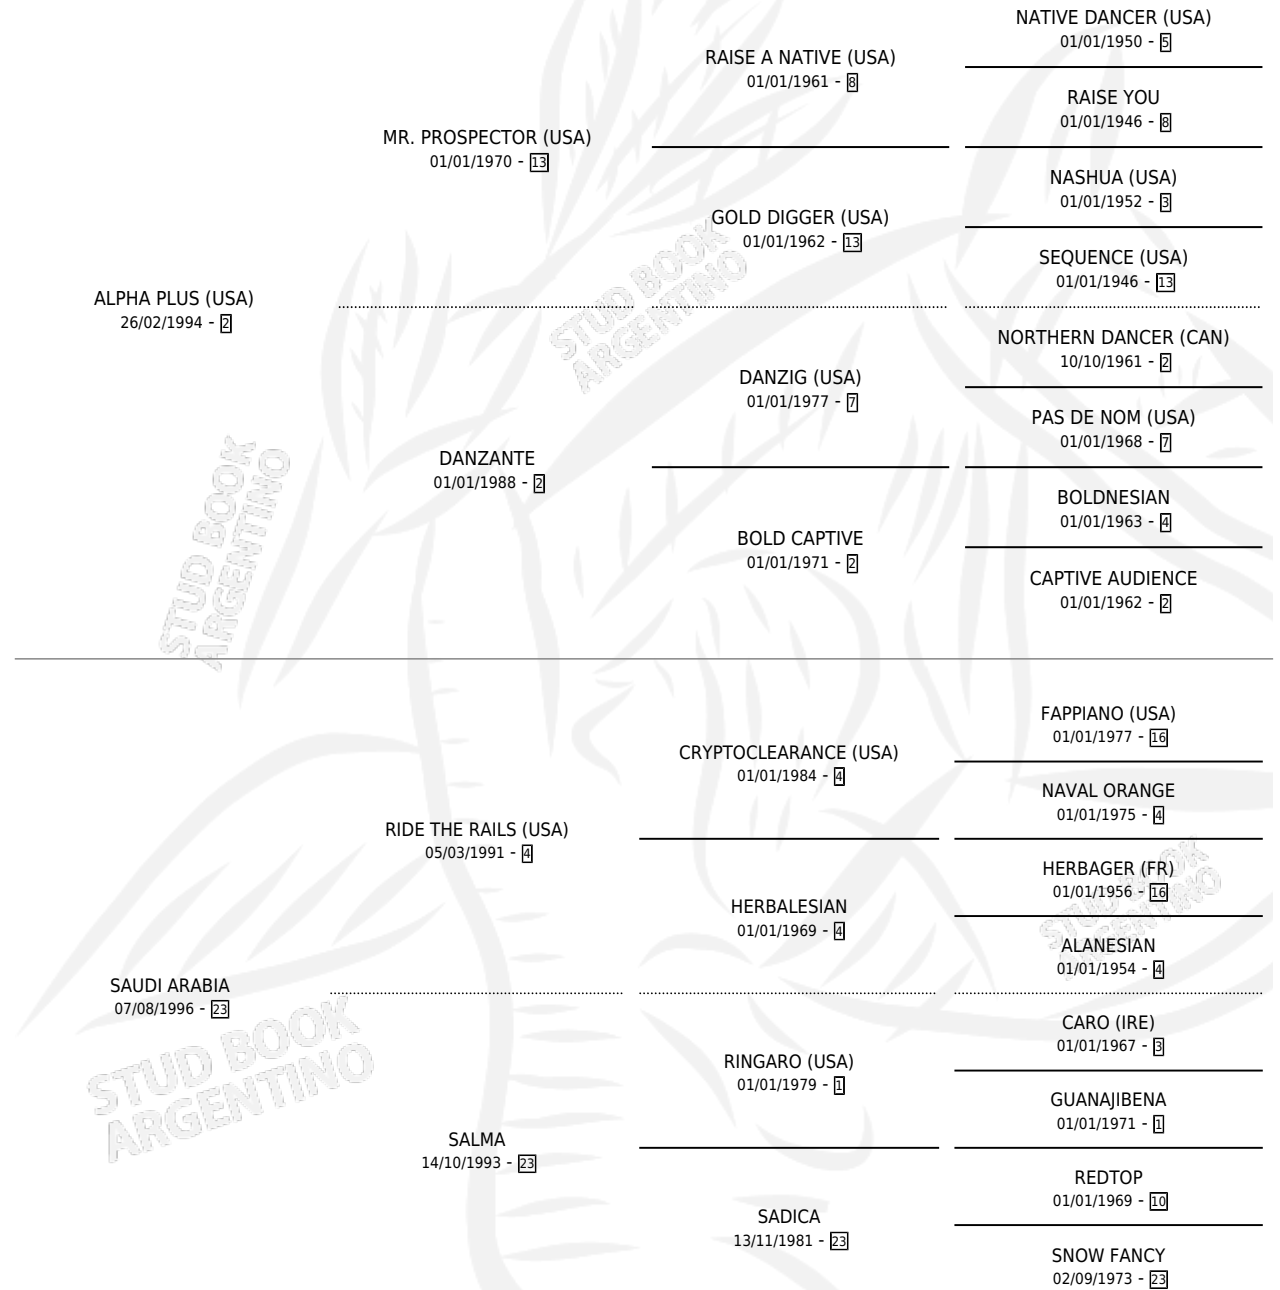 NATIVE DANCER (USA)
01/01/1950 - 5
RAISE A NATIVE (USA)
01/01/1961 - 8
RAISE YOU
01/01/1946 - 8
MR. PROSPECTOR (USA)
01/01/1970 - 13
NASHUA (USA)
01/01/1952 - 3
GOLD DIGGER (USA)
01/01/1962 - 13
SEQUENCE (USA)
01/01/1946 - 13
ALPHA PLUS (USA)
26/02/1994 - 2
NORTHERN DANCER (CAN)
10/10/1961 - 2
DANZIG (USA)
01/01/1977 - 7
PAS DE NOM (USA)
01/01/1968 - 7
DANZANTE
01/01/1988 - 2
BOLDNESIAN
01/01/1963 - 4
BOLD CAPTIVE
01/01/1971 - 2
CAPTIVE AUDIENCE
01/01/1962 - 2
FAPPIANO (USA)
01/01/1977 - 16
CRYPTOCLEARANCE (USA)
01/01/1984 - 4
NAVAL ORANGE
01/01/1975 - 4
RIDE THE RAILS (USA)
05/03/1991 - 4
HERBAGER (FR)
01/01/1956 - 16
HERBALESIAN
01/01/1969 - 4
ALANESIAN
01/01/1954 - 4
SAUDI ARABIA
07/08/1996 - 23
CARO (IRE)
01/01/1967 - 3
RINGARO (USA)
01/01/1979 - 1
GUANAJIBENA
01/01/1971 - 1
SALMA
14/10/1993 - 23
REDTOP
01/01/1969 - 10
SADICA
13/11/1981 - 23
SNOW FANCY
02/09/1973 - 23
STUD BOOK
ARGENTINO
STUD BOOK
ARGENTINO
STUD BOOK
ARGENTINO
STUD BOOK
ARGENTINO